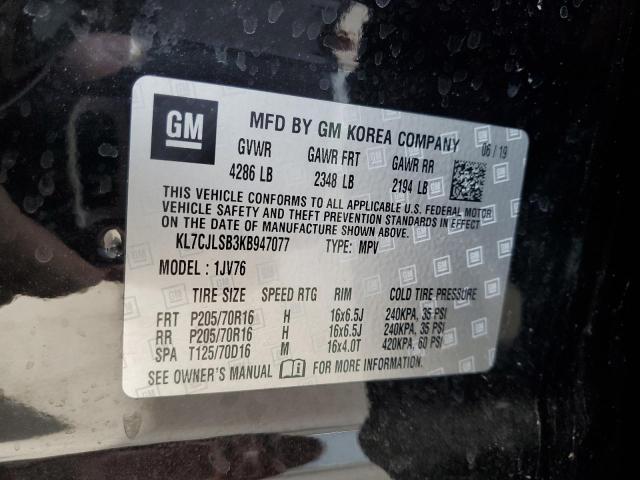 GM
MFD BY GM KOREA COMPANY
06 / 19
GVWR GAWR FRT GAWR RR
4286 LB 2348 LB 2194 LB
THIS VEHICLE CONFORMS TO ALL APPLICABLE U.S. FEDERAL MOTOR
VEHICLE SAFETY AND THEFT PREVENTION STANDARDS IN EFFECT
ON THE DATE OF MANUFACTURE SHOWN ABOVE.
KL7CJLSB3KB947077 TYPE: MPV
MODEL : 1JV76
TIRE SIZE SPEED RTG RIM COLD TIRE PRESSURE
FRT P205/70R16 H 16x6.5J 240KPA, 35 PSI
RR P205/70R16 H 16x6.5J 240KPA, 35 PSI
SPA T125/70D16 M 16x4.0T 420KPA, 60 PSI
SEE OWNER'S MANUAL FOR MORE INFORMATION.